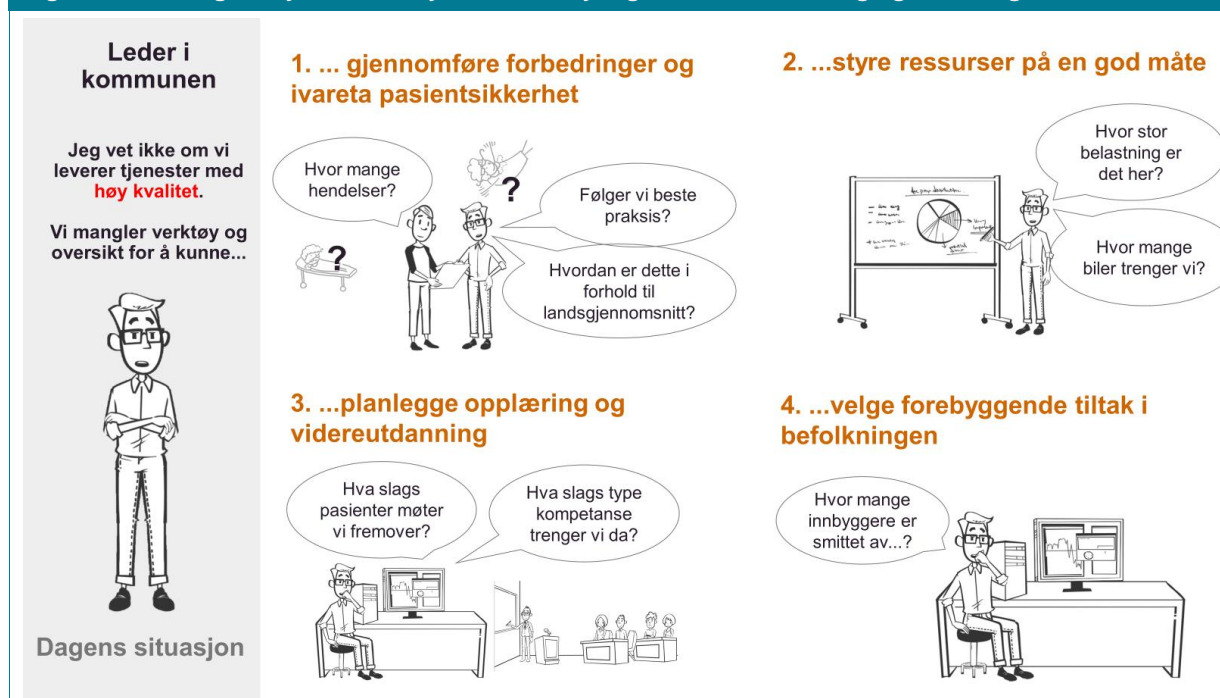 Leder i
kommunen
Jeg vet ikke om vi
leverer tjenester med
høy kvalitet.
Vi mangler verktøy og
oversikt for å kunne...
Dagens situasjon
1. ... gjennomføre forbedringer og
ivareta pasientsikkerhet
Hvor mange
hendelser?
?
?
Følger vi beste
praksis?
Hvordan er dette i
forhold til
landsgjennomsnitt?
2. ...styre ressurser på en god måte
Hvor stor
belastning er
det her?
Hvor mange
biler trenger vi?
3. ...planlegge opplæring og
videreutdanning
Hva slags
pasienter møter
vi fremover?
Hva slags type
kompetanse
trenger vi da?
4. ...velge forebyggende tiltak i
befolkningen
Hvor mange
innbyggere er
smittet av...?